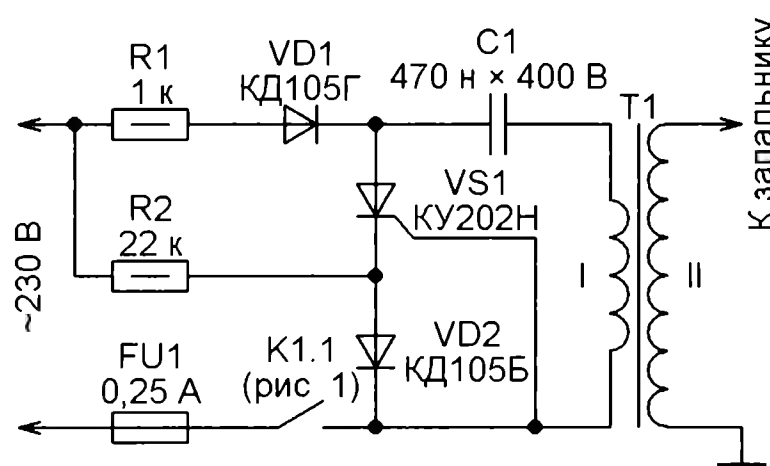 R1
1 к
VD1
КД105Г
C1
470 н × 400 В
T1
К запальнику
VS1
КУ202Н
R2
22 к
~230 В
I
II
FU1
0,25 А
K1.1
(рис 1)
VD2
КД105Б